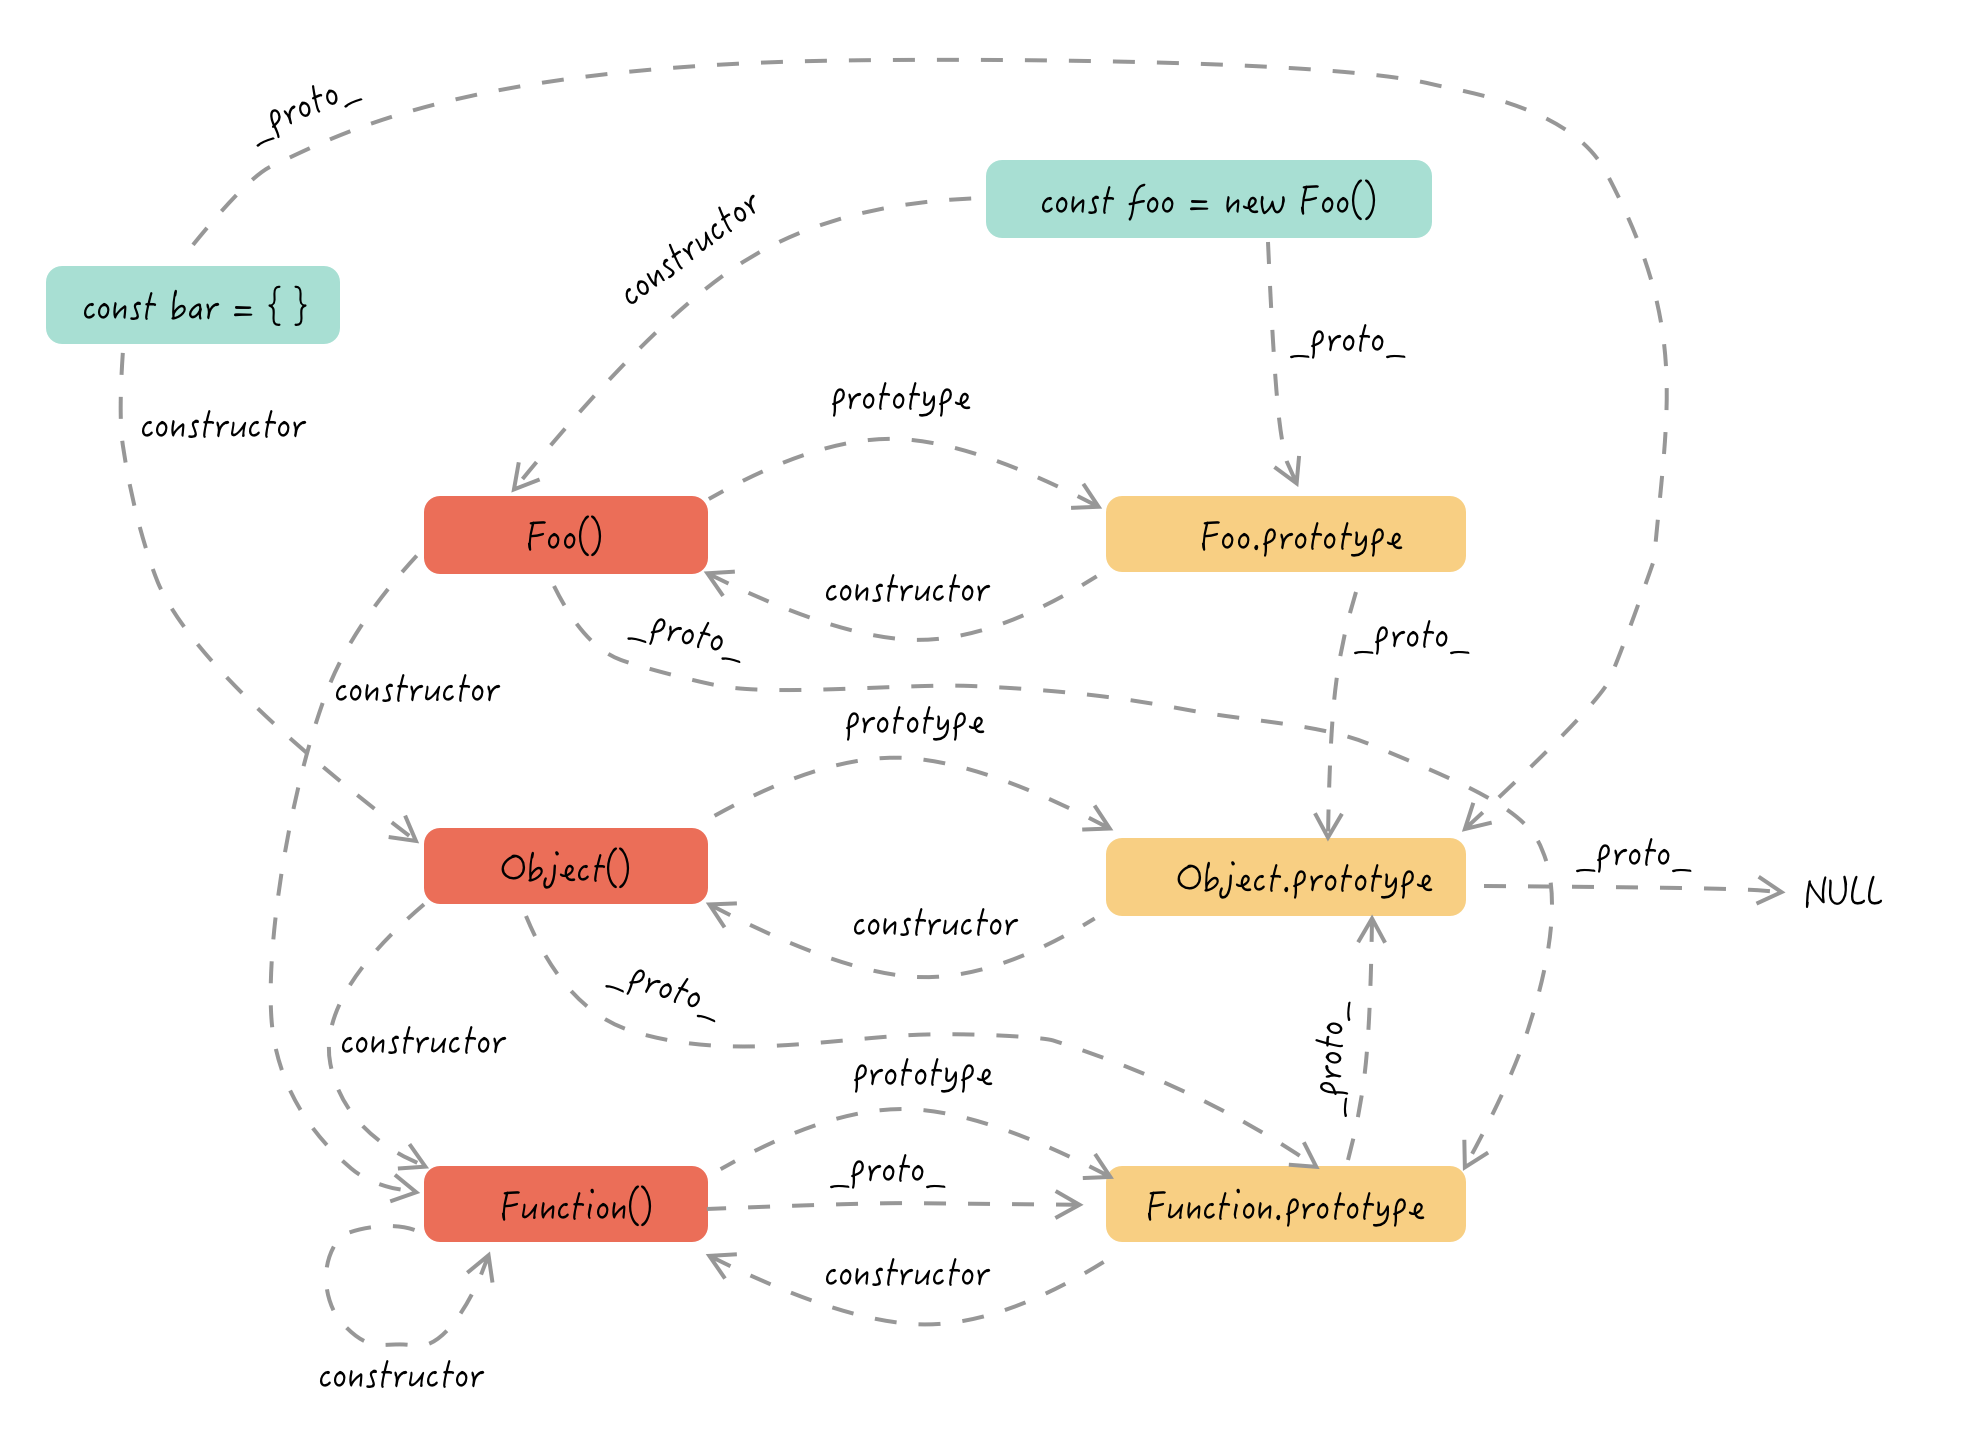 _proto_
const foo = new Foo()
constructor
const bar = { }
_proto_
prototype
constructor
Foo()
Foo.prototype
constructor
_proto_
_proto_
constructor
prototype
_proto_
Object()
Object.prototype
NULL
constructor
_proto_
constructor
_proto_
prototype
_proto_
Function()
Function.prototype
constructor
constructor